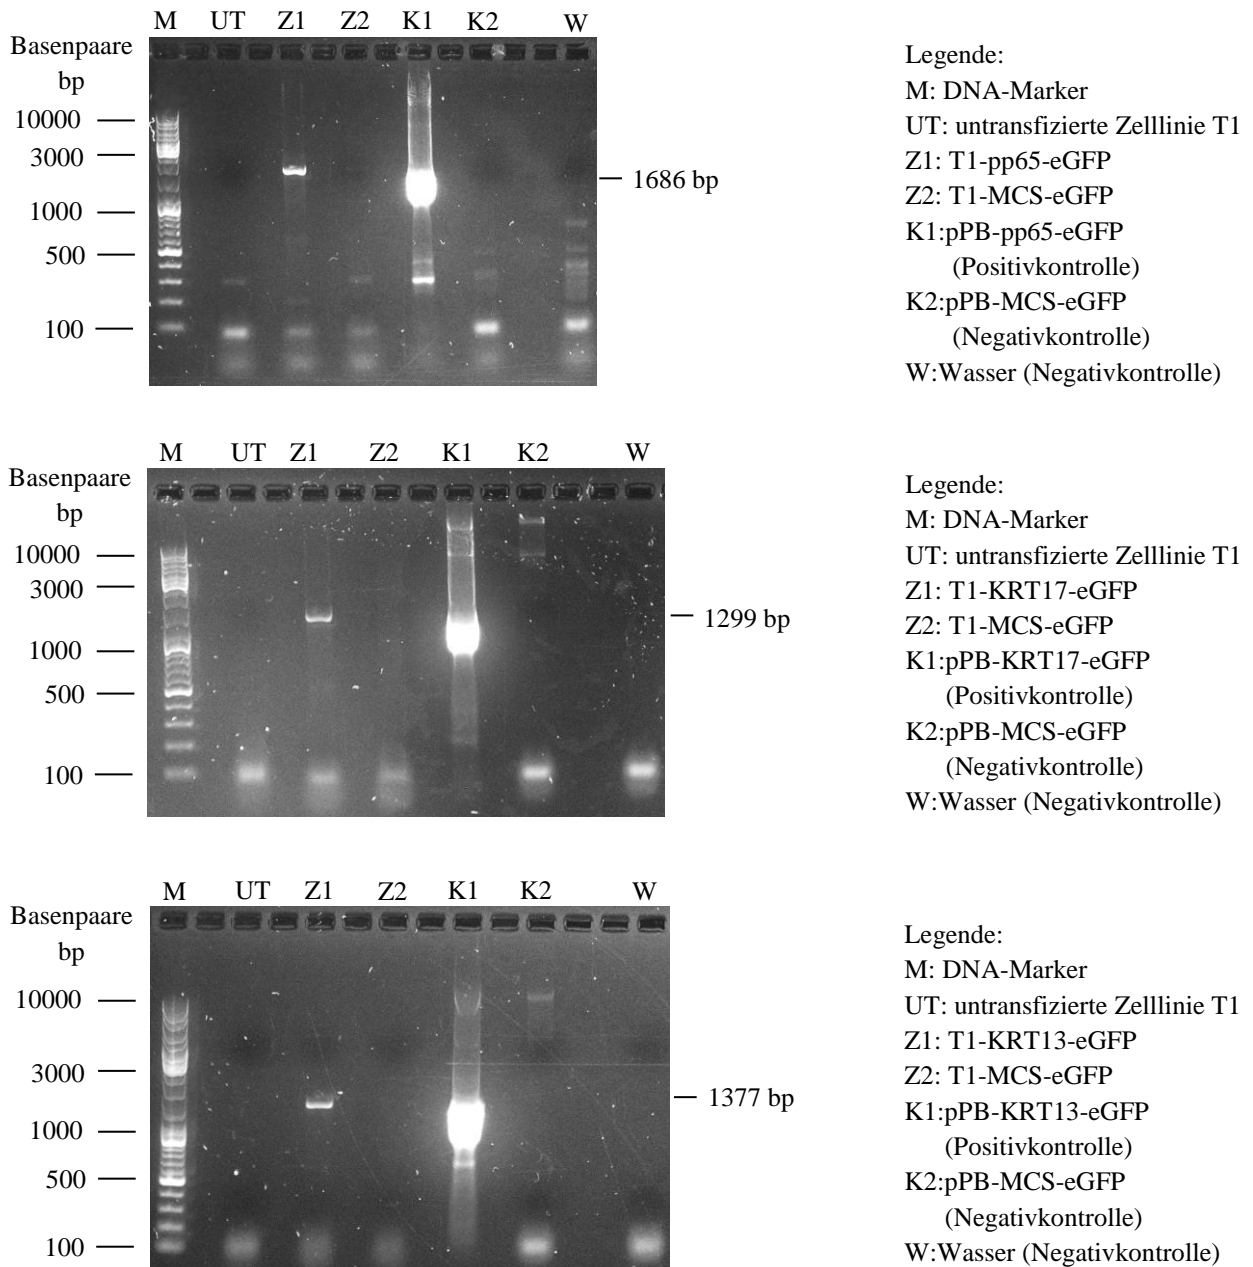 M UT Z1 Z2 K1 K2 W
Basenpaare
bp
10000
3000
1000
500
100
1686 bp
Legende:
M: DNA-Marker
UT: untransfizierte Zelllinie T1
Z1: T1-pp65-eGFP
Z2: T1-MCS-eGFP
K1:pPB-pp65-eGFP
(Positivkontrolle)
K2:pPB-MCS-eGFP
(Negativkontrolle)
W:Wasser (Negativkontrolle)
M UT Z1 Z2 K1 K2 W
Basenpaare
bp
10000
3000
1000
500
100
1299 bp
Legende:
M: DNA-Marker
UT: untransfizierte Zelllinie T1
Z1: T1-KRT17-eGFP
Z2: T1-MCS-eGFP
K1:pPB-KRT17-eGFP
(Positivkontrolle)
K2:pPB-MCS-eGFP
(Negativkontrolle)
W:Wasser (Negativkontrolle)
M UT Z1 Z2 K1 K2 W
Basenpaare
bp
10000
3000
1000
500
100
1377 bp
Legende:
M: DNA-Marker
UT: untransfizierte Zelllinie T1
Z1: T1-KRT13-eGFP
Z2: T1-MCS-eGFP
K1:pPB-KRT13-eGFP
(Positivkontrolle)
K2:pPB-MCS-eGFP
(Negativkontrolle)
W:Wasser (Negativkontrolle)